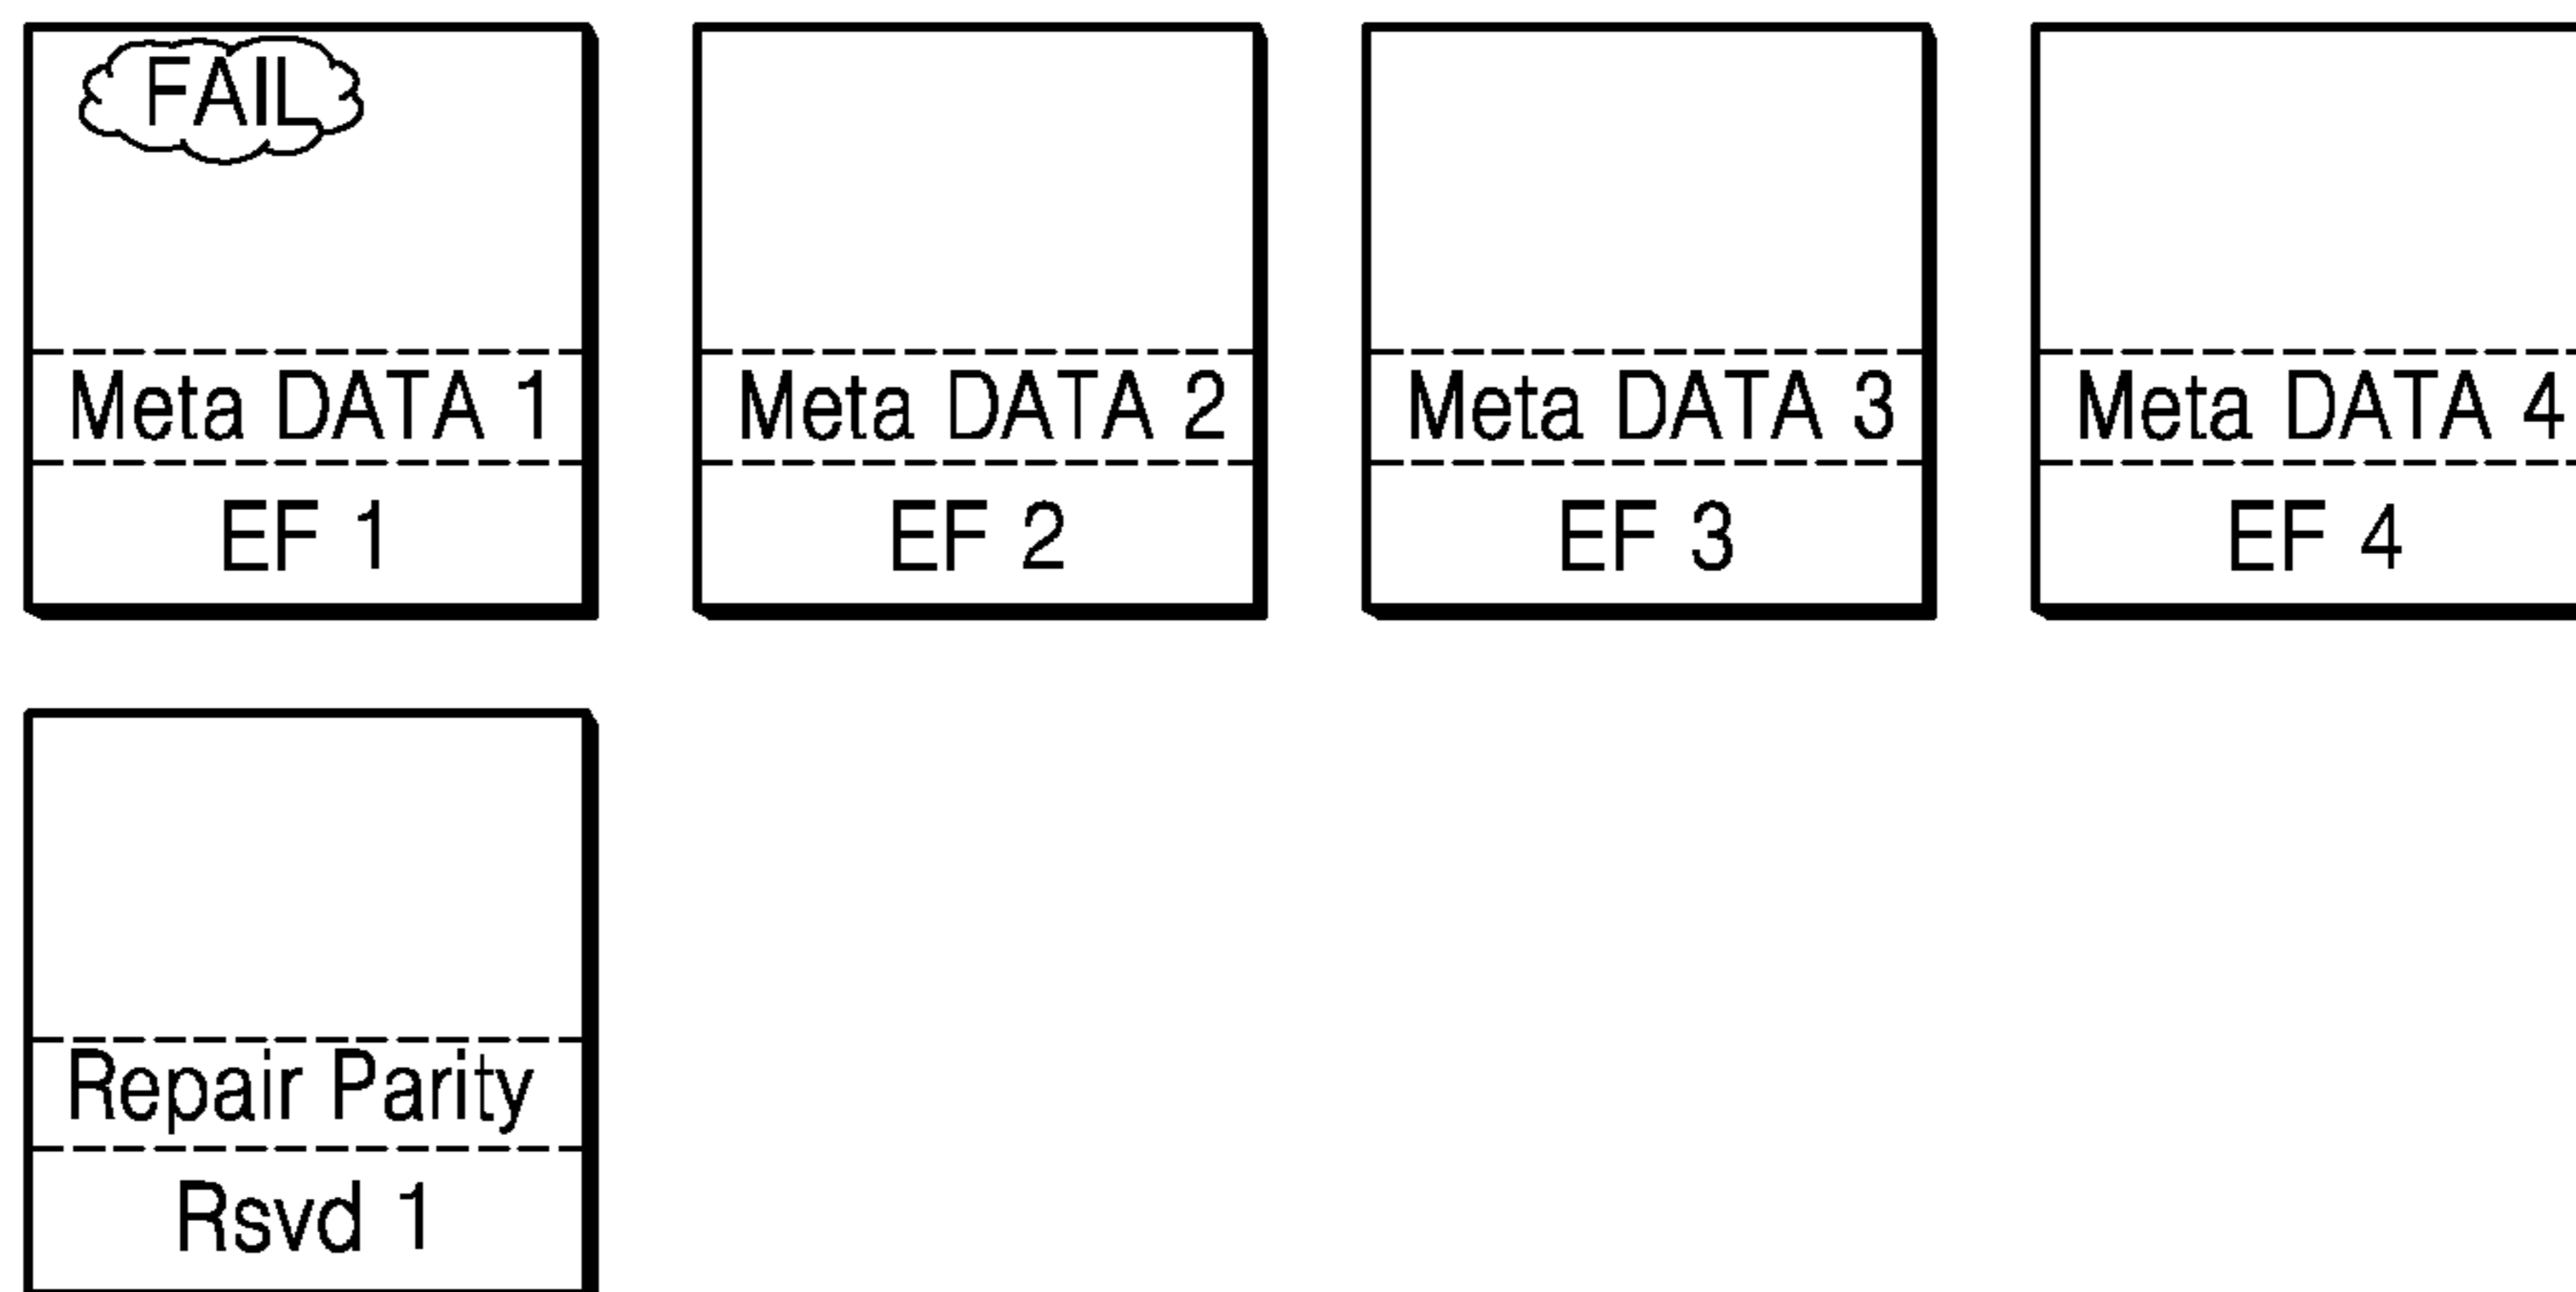 FAIL
Meta DATA 1
EF 1
Meta DATA 2
EF 2
Meta DATA 3
EF 3
Meta DATA 4
EF 4
Repair Parity
Rsvd 1